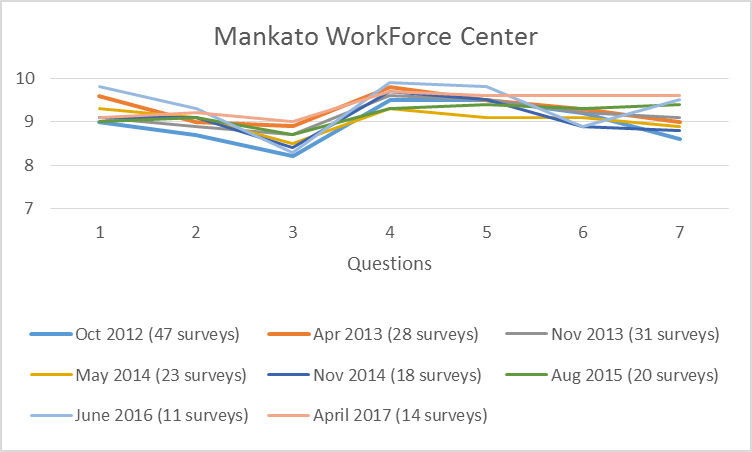 Mankato WorkForce Center
10
9
8
7
1 2 3 4 5 6 7
Questions
Oct 2012 (47 surveys) Apr 2013 (28 surveys) Nov 2013 (31 surveys)
May 2014 (23 surveys) Nov 2014 (18 surveys) Aug 2015 (20 surveys)
June 2016 (11 surveys) April 2017 (14 surveys)